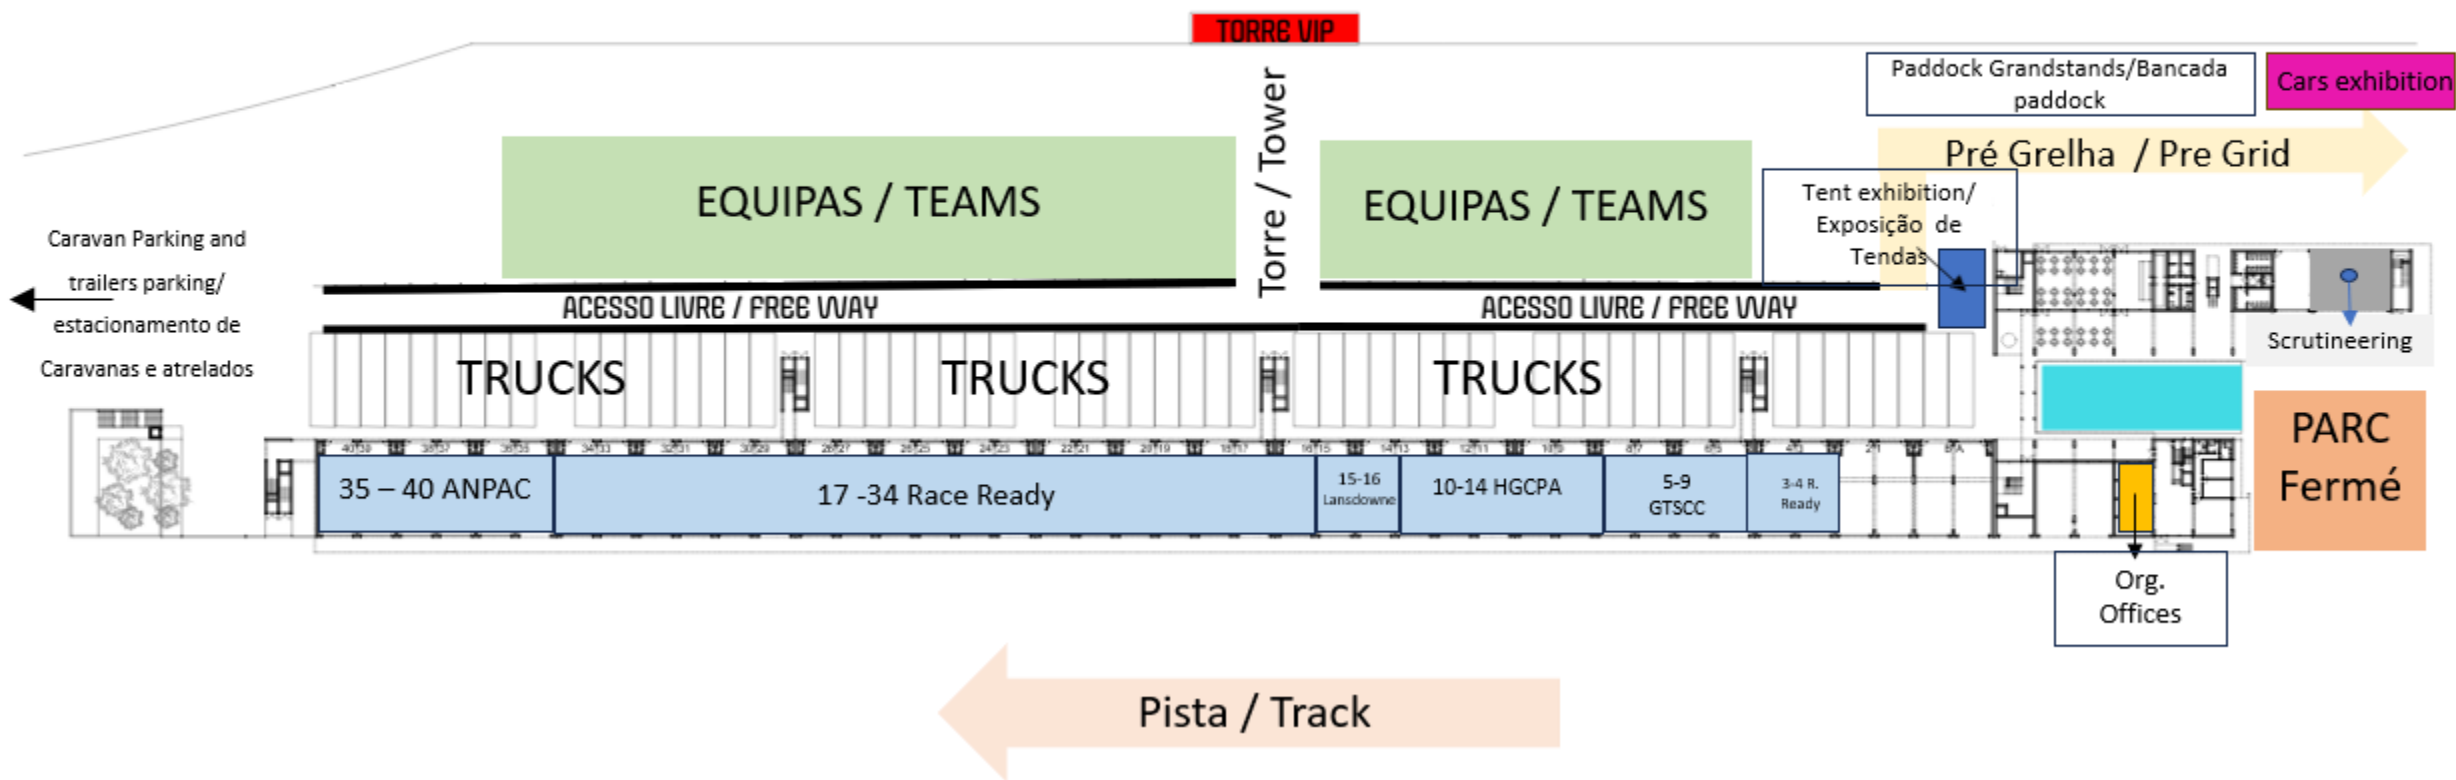 TORRE VIP
Paddock Grandstands/Bancada
paddock
Cars exhibition
Torre / Tower
Pré Grelha / Pre Grid
EQUIPAS / TEAMS
EQUIPAS / TEAMS
Tent exhibition/
Exposição de
Tendas
Caravan Parking and
trailers parking/
estacionamento de
Caravanas e atrelados
ACESSO LIVRE / FREE WAY
ACESSO LIVRE / FREE WAY
Scrutineering
TRUCKS
TRUCKS
TRUCKS
PARC
Fermé
35 – 40 ANPAC
17 -34 Race Ready
15-16
Lansdowne
10-14 HGCPA
5-9
GTSCC
3-4 R.
Ready
Org.
Offices
Pista / Track